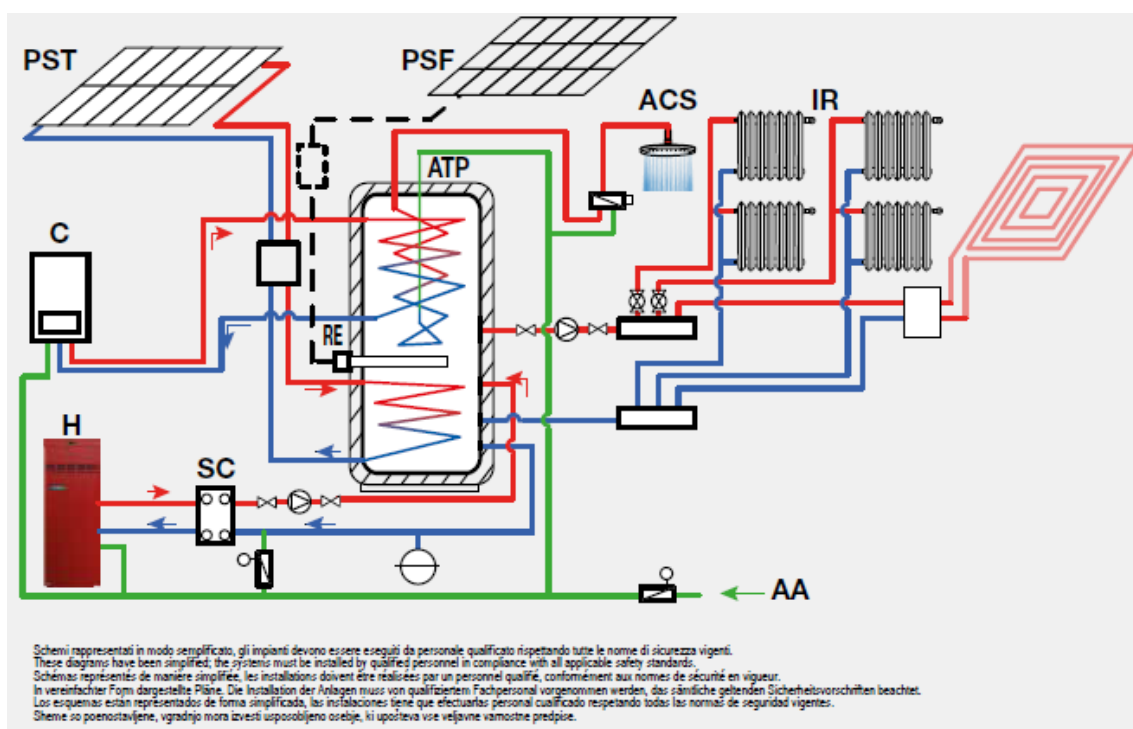 PST
PSF
ACS
IR
ATP
C
RE
H
SC
AA
Schemi rappresentati in modo semplificato, gli impianti devono essere eseguiti da personale qualificato rispettando tutte le norme di sicurezza vigenti.
These diagrams have been simplified; the systems must be installed by qualified personnel in compliance with all applicable safety standards.
Schémas représentés de manière simplifiée, les installations doivent être réalisées par un personnel qualifié, conformément aux normes de sécurité en vigueur.
In vereinfachter Form dargestellte Pläne. Die Installation der Anlagen muss von qualifiziertem Fachpersonal vorgenommen werden, das sämtliche geltenden Sicherheitsvorschriften beachtet.
Los esquemas están representados de forma simplificada, las instalaciones tiene que efectuarlas personal cualificado respetando todas las normas de seguridad vigentes.
Sheme so poenostavljene, vgradnjo mora izvesti usposobljeno osebje, ki upošteva vse veljavne varnostne predpise.